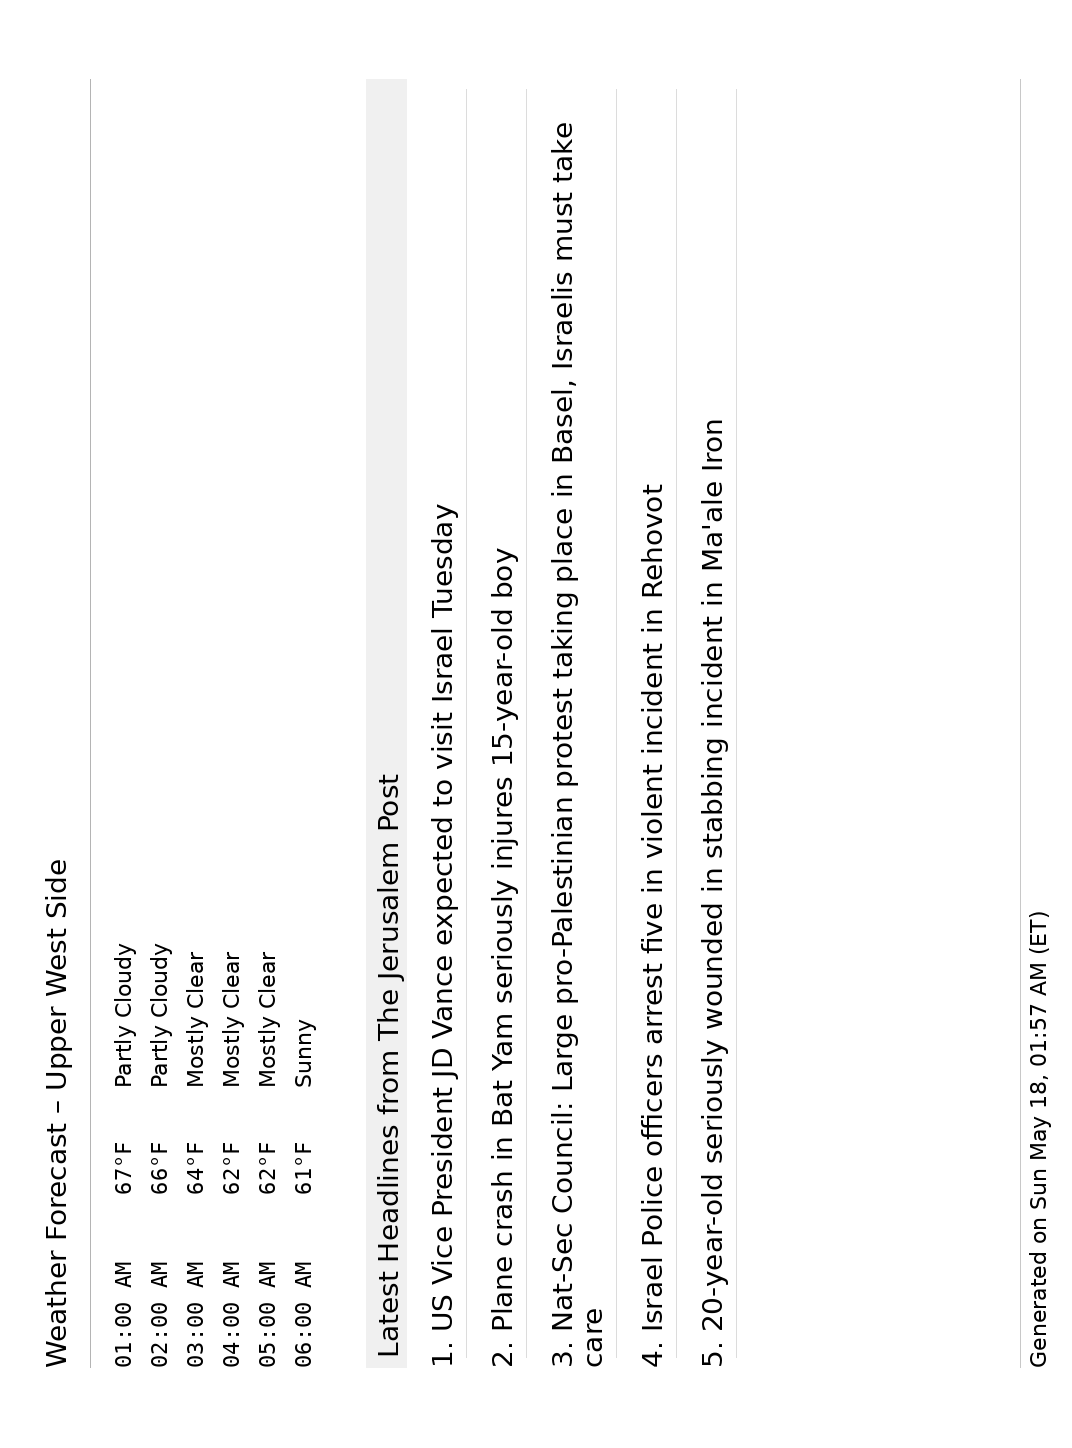 Weather Forecast – Upper West Side
01:00 AM 67°F Partly Cloudy
02:00 AM 66°F Partly Cloudy
03:00 AM 64°F Mostly Clear
04:00 AM 62°F Mostly Clear
05:00 AM 62°F Mostly Clear
06:00 AM 61°F Sunny
Latest Headlines from The Jerusalem Post
1. US Vice President JD Vance expected to visit Israel Tuesday
2. Plane crash in Bat Yam seriously injures 15-year-old boy
3. Nat-Sec Council: Large pro-Palestinian protest taking place in Basel, Israelis must take
care
4. Israel Police officers arrest five in violent incident in Rehovot
5. 20-year-old seriously wounded in stabbing incident in Ma'ale Iron
Generated on Sun May 18, 01:57 AM (ET)